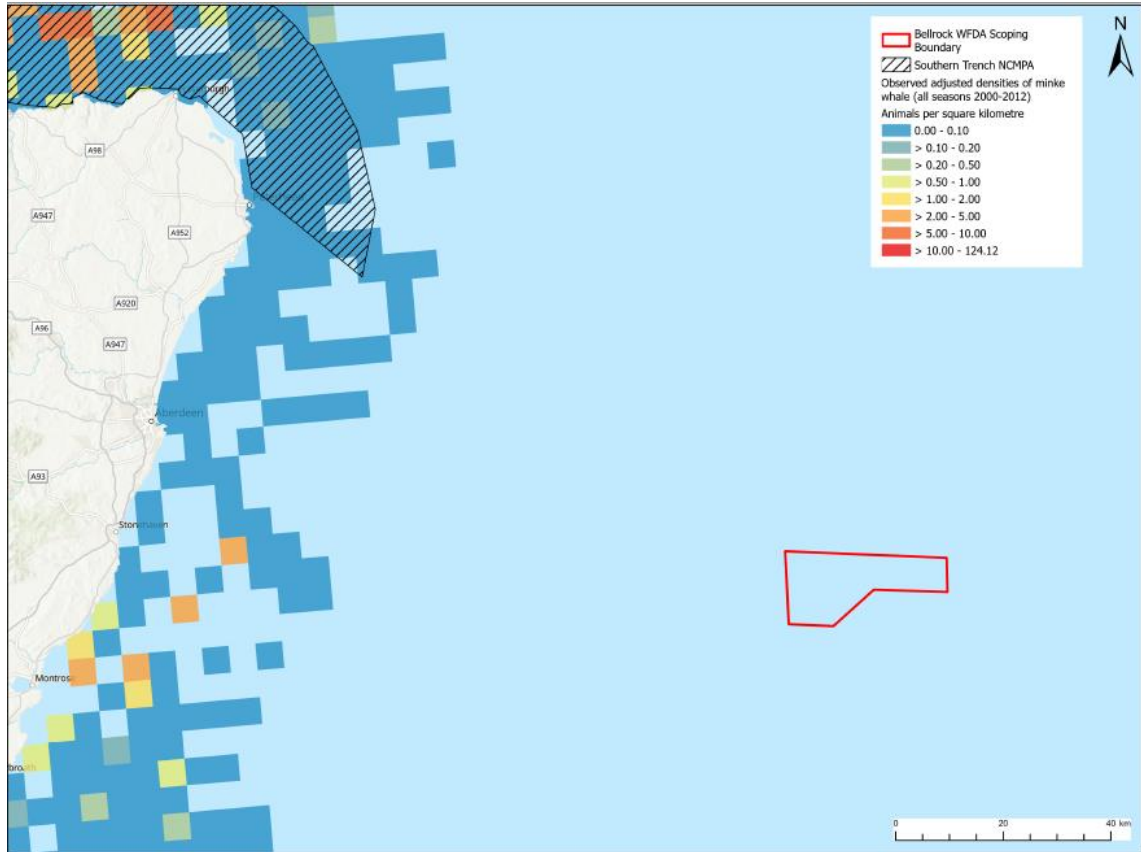 N
Bellrock WFDA Scoping
Boundary
Southern Trench NCMPA
Observed adjusted densities of minke
whale (all seasons 2000-2012)
Animals per square kilometre
0.00 - 0.10
> 0.10 - 0.20
> 0.20 - 0.50
> 0.50 - 1.00
> 1.00 - 2.00
> 2.00 - 5.00
> 5.00 - 10.00
> 10.00 - 124.12
A98
A947
A952
A920
A96
A947
Aberdeen
A93
Stonehaven
Montrose
0 20 40 km